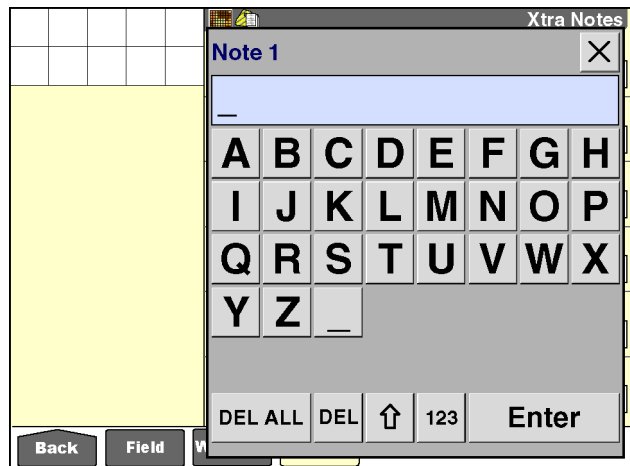 Xtra Notes
Note 1
_
A B C D E F G H
I J K L M N O P
Q R S T U V W X
Y Z _
DEL ALL DEL 123 Enter
Back Field W